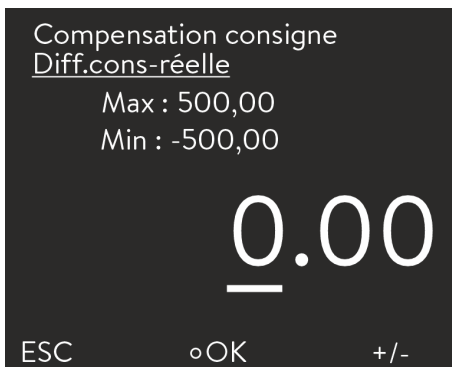 Compensation consigne
Diff.cons-réelle
Max : 500,00
Min : -500,00
0.00
ESC ∘OK +/-